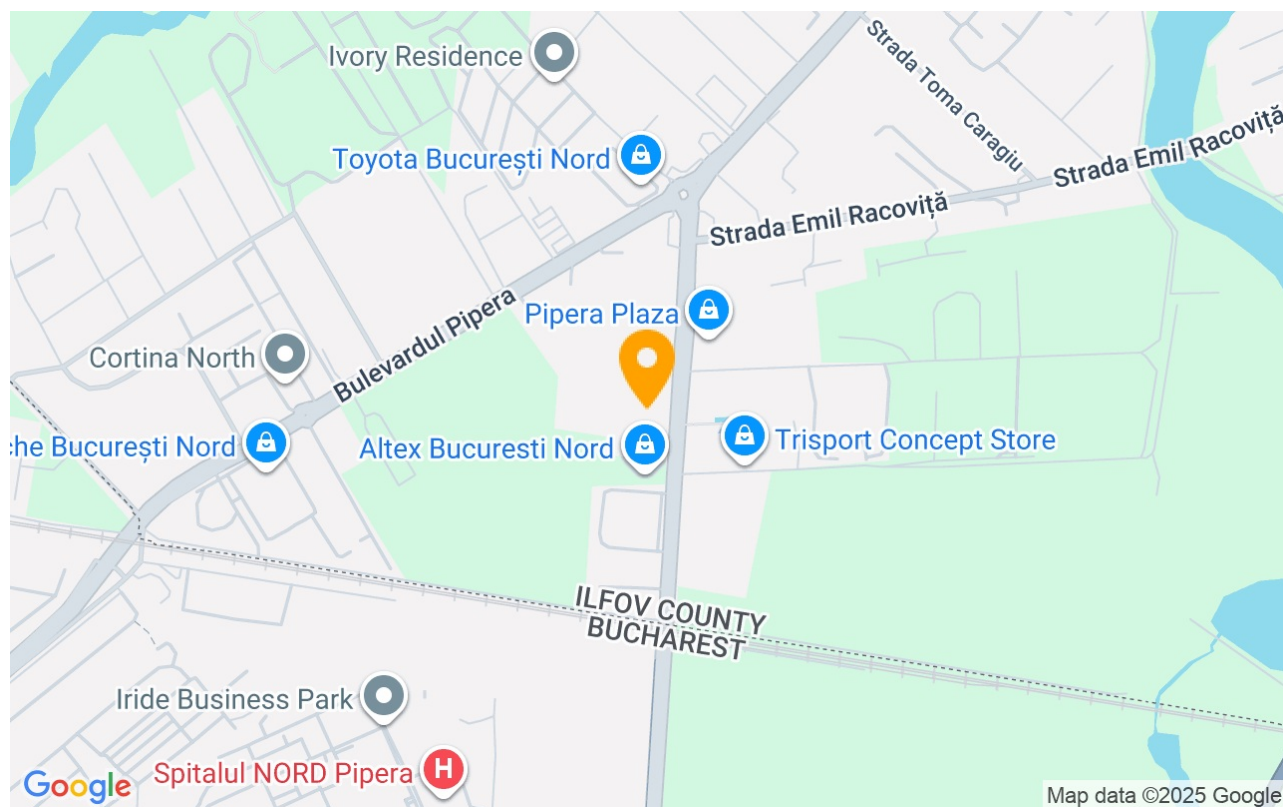 Ivory Residence
Strada Toma Caragiu
Toyota București Nord
Strada Emil Racoviță
Strada Emil Racoviță
Bulevardul Pipera
Pipera Plaza
Cortina North
che București Nord
Altex Bucuresti Nord
Trisport Concept Store
ILFOV COUNTY
BUCHAREST
Iride Business Park
Spitalul NORD Pipera
H
Google
Map data ©2025 Google